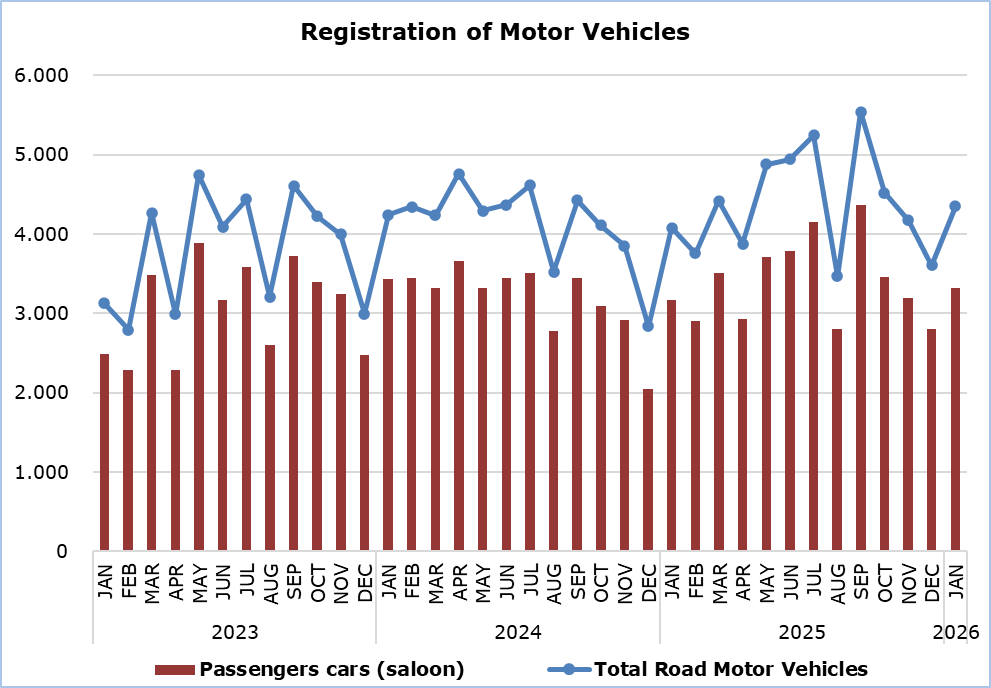 Registration of Motor Vehicles
6.000
5.000
4.000
3.000
2.000
1.000
0
JAN FEB MAR APR MAY JUN JUL AUG SEP OCT NOV DEC JAN FEB MAR APR MAY JUN JUL AUG SEP OCT NOV DEC JAN FEB MAR APR MAY JUN JUL AUG SEP OCT NOV DEC JAN
2023 2024 2025 2026
Passengers cars (saloon) Total Road Motor Vehicles